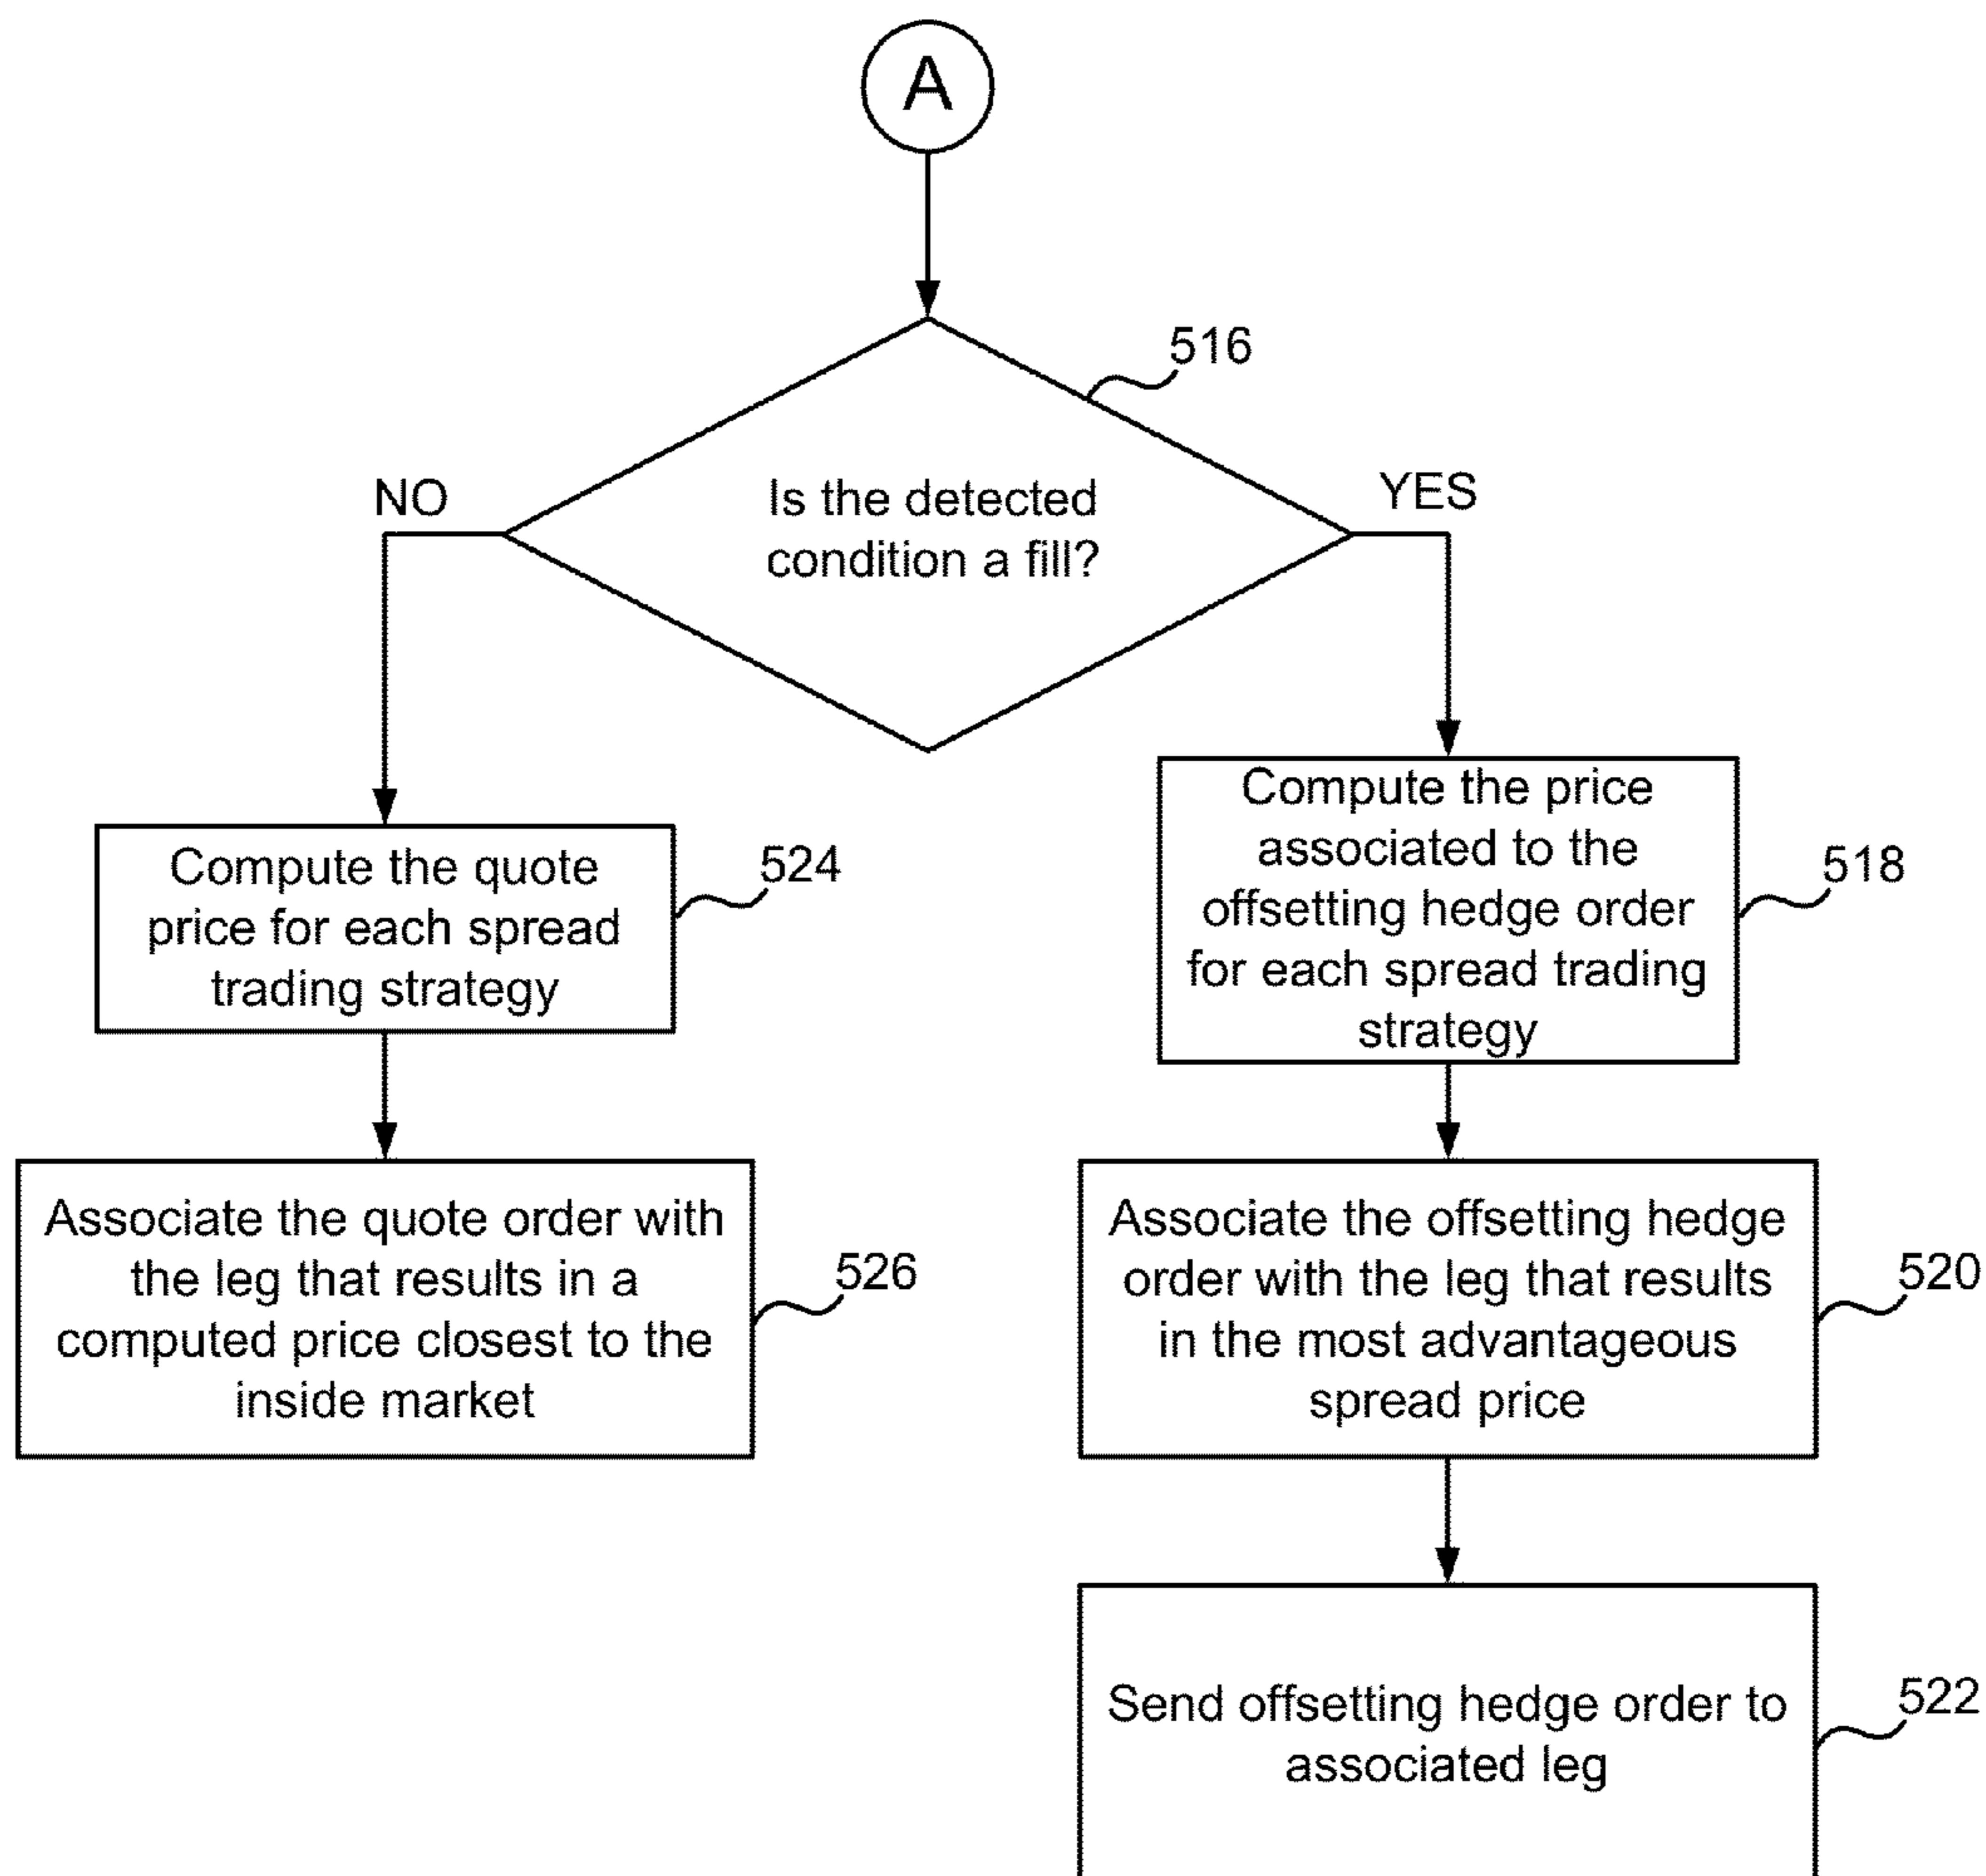 A
516
NO
YES
Is the detected
condition a fill?
Compute the quote
price for each spread
trading strategy
524
Compute the price
associated to the
offsetting hedge order
for each spread trading
strategy
518
Associate the quote order with
the leg that results in a
computed price closest to the
inside market
526
Associate the offsetting hedge
order with the leg that results
in the most advantageous
spread price
520
Send offsetting hedge order to
associated leg
522